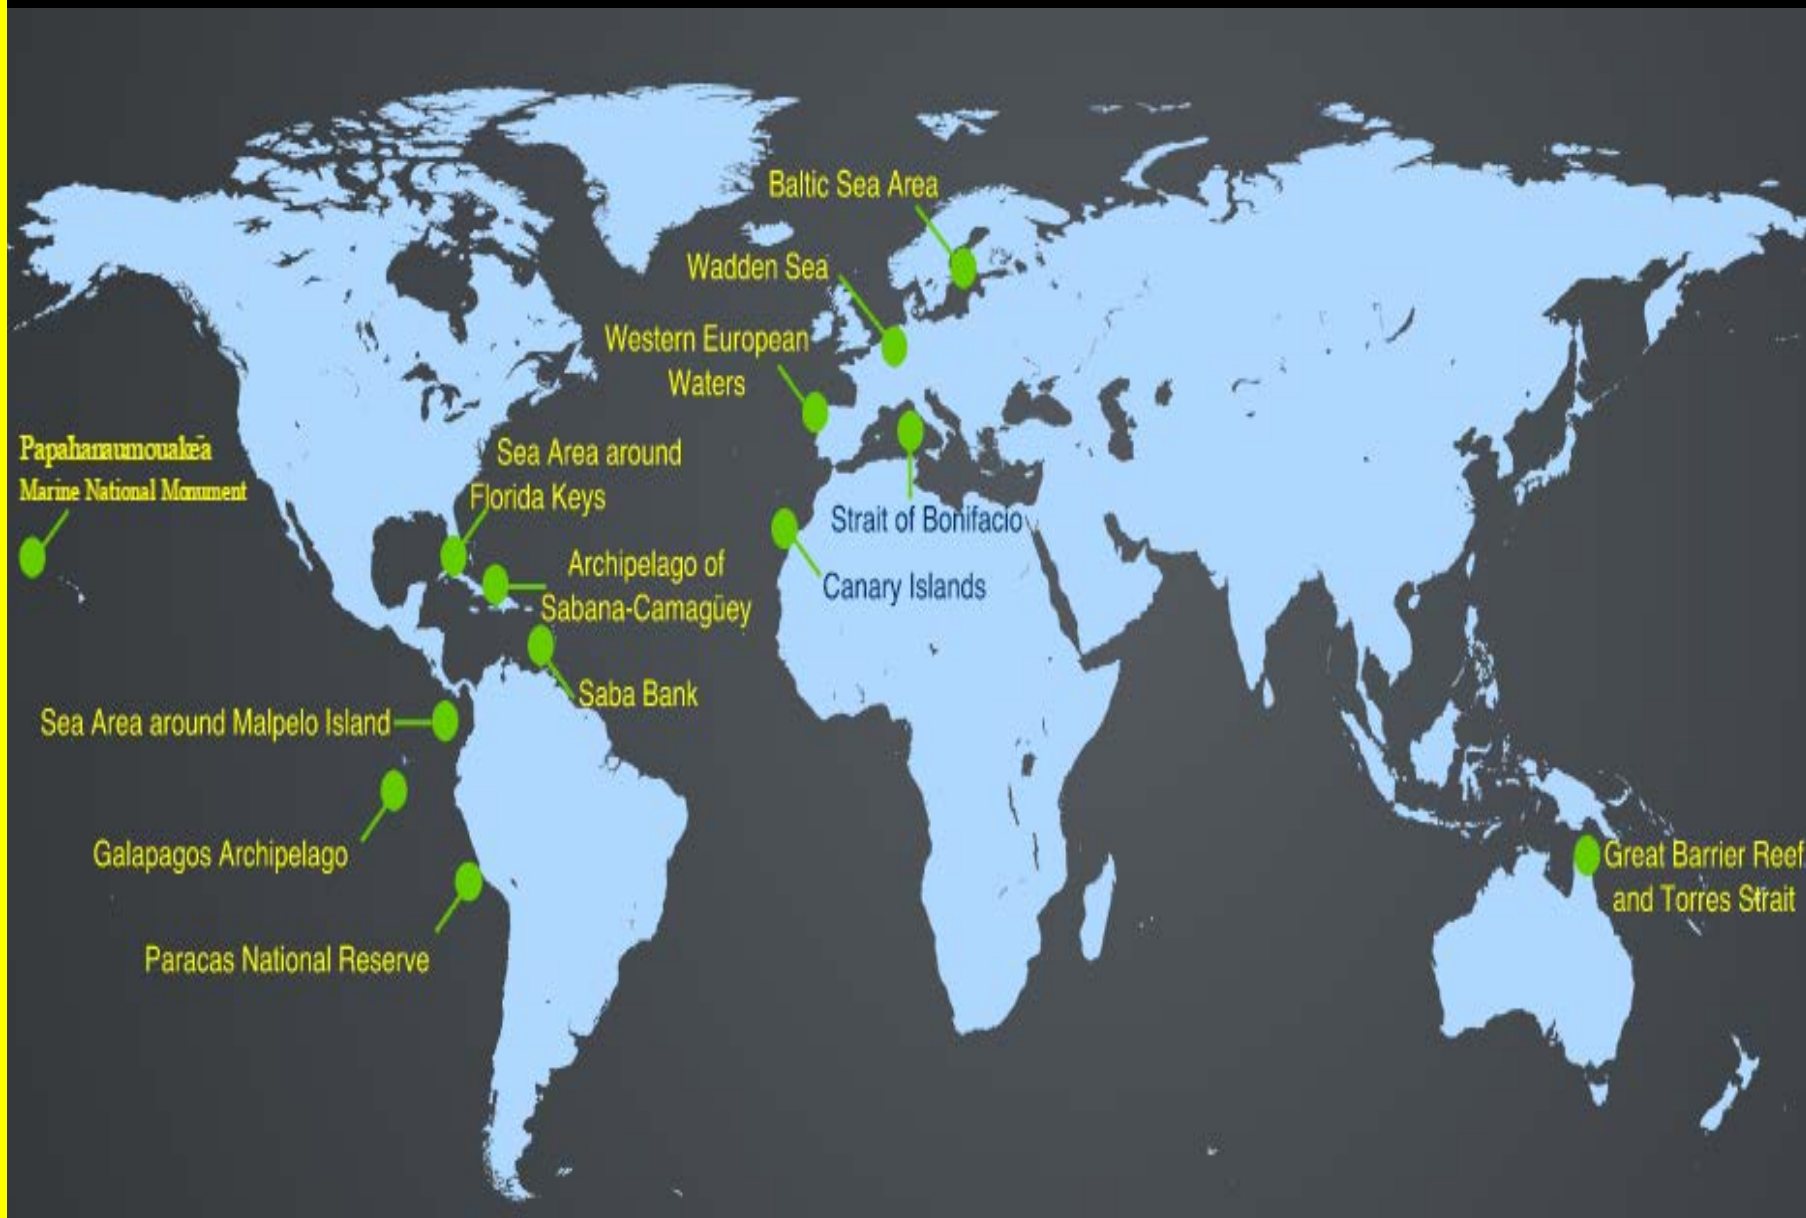 Baltic Sea Area
Wadden Sea
Western European
Waters
Papahanaumouakeā
Marine National Monument
Sea Area around
Florida Keys
Strait of Bonifacio
Archipelago of
Sabana-Camagüey
Canary Islands
Saba Bank
Sea Area around Malpelo Island
Galapagos Archipelago
Great Barrier Reef
and Torres Strait
Paracas National Reserve